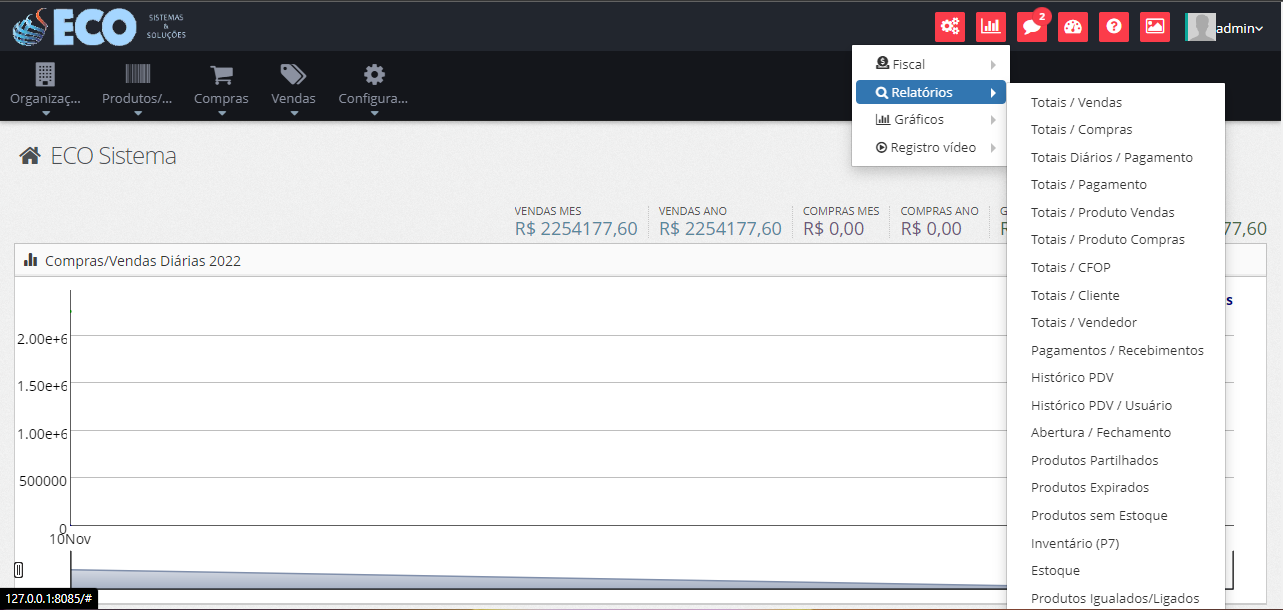 ECO SISTEMAS
&
SOLUÇÕES
2
admin
Organizaç...
Produtos/...
Compras
Vendas
Configura...
Fiscal
Relatórios
Gráficos
Registro vídeo
Totais / Vendas
Totais / Compras
Totais Diários / Pagamento
Totais / Pagamento
Totais / Produto Vendas
Totais / Produto Compras
Totais / CFOP
Totais / Cliente
Totais / Vendedor
Pagamentos / Recebimentos
Histórico PDV
Histórico PDV / Usuário
Abertura / Fechamento
Produtos Partilhados
Produtos Expirados
Produtos sem Estoque
Inventário (P7)
Estoque
Produtos Igualados/Ligados
ECO Sistema
VENDAS MES
R$ 2254177,60
VENDAS ANO
R$ 2254177,60
COMPRAS MES
R$ 0,00
COMPRAS ANO
R$ 0,00
77,60
Compras/Vendas Diárias 2022
s
2.00e+6
1.50e+6
1.00e+6
500000
0
10Nov
127.0.0.1:8085/#